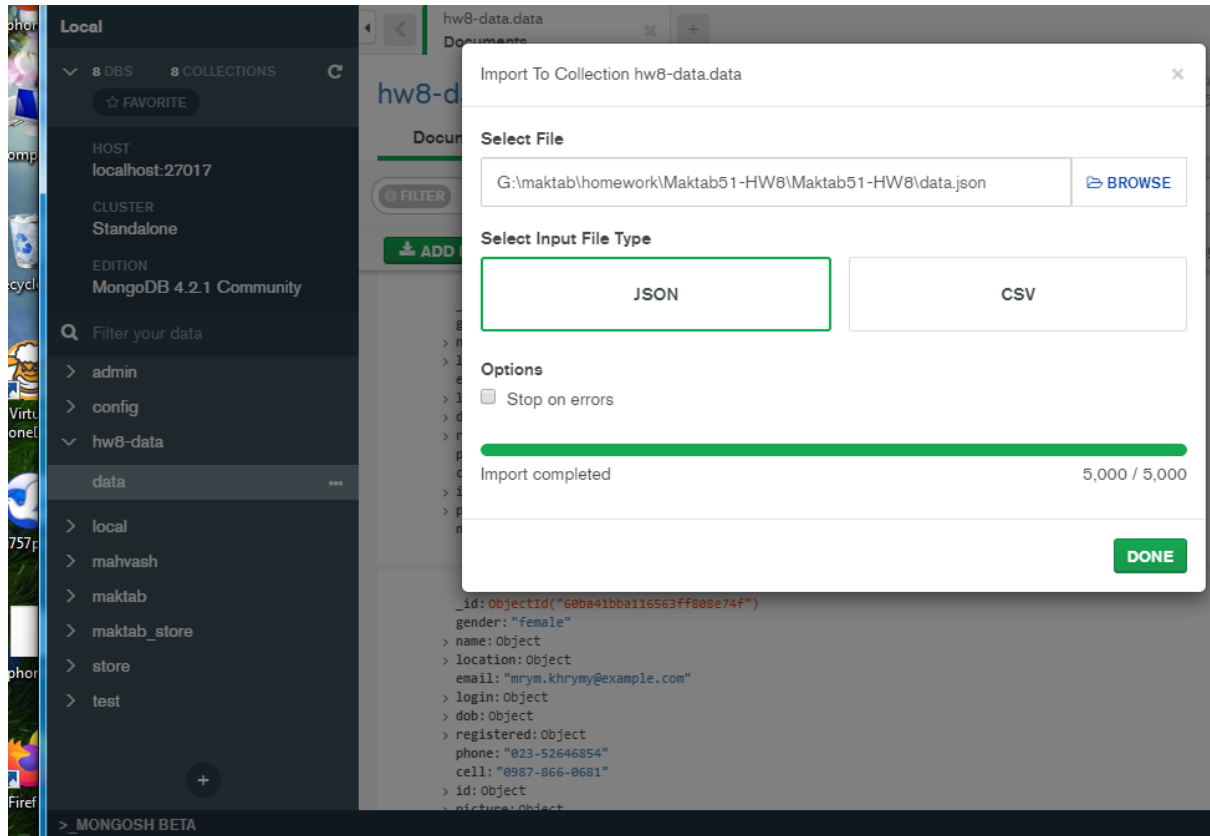 Local
8 DBS 8 COLLECTIONS
FAVORITE
HOST
localhost:27017
CLUSTER
Standalone
EDITION
MongoDB 4.2.1 Community
Filter your data
admin
config
hw8-data
data
local
mahvash
maktab
maktab_store
store
test
>_MONGOSH BETA
hw8-data.data
Documents
hw8-d
Docun
FILTER
ADD
Import To Collection hw8-data.data
Select File
G:\maktab\homework\Maktab51-HW8\Maktab51-HW8\data.json
BROWSE
Select Input File Type
JSON CSV
Options
Stop on errors
Import completed 5,000 / 5,000
DONE
_id: ObjectId("60ba41bba116563ff808e74f")
gender: "female"
> name: Object
> location: Object
email: "mrym.khrymy@example.com"
> login: Object
> dob: Object
> registered: Object
phone: "023-52646854"
cell: "0987-866-0681"
> id: Object
> picture: Object